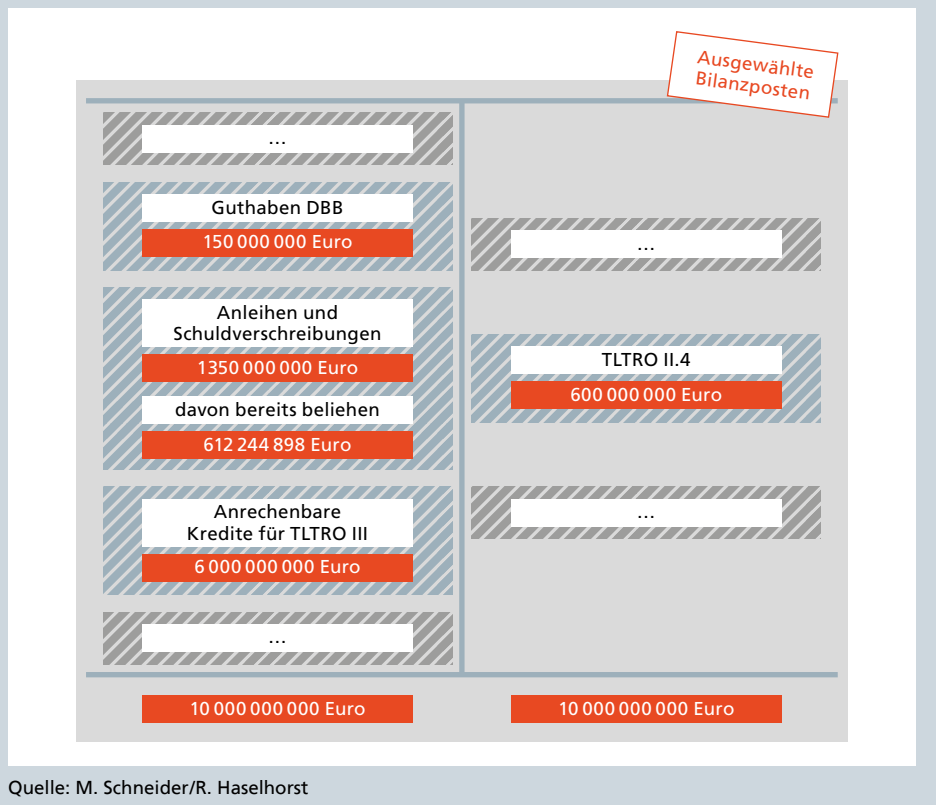 Ausgewählte
Bilanzposten
...
Guthaben DBB
150 000 000 Euro
Anleihen und
Schuldverschreibungen
1350 000 000 Euro
davon bereits beliehen
612 244 898 Euro
Anrechenbare
Kredite für TLTRO III
6 000 000 000 Euro
...
10 000 000 000 Euro
...
TLTRO II.4
600 000 000 Euro
...
10 000 000 000 Euro
Quelle: M. Schneider/R. Haselhorst